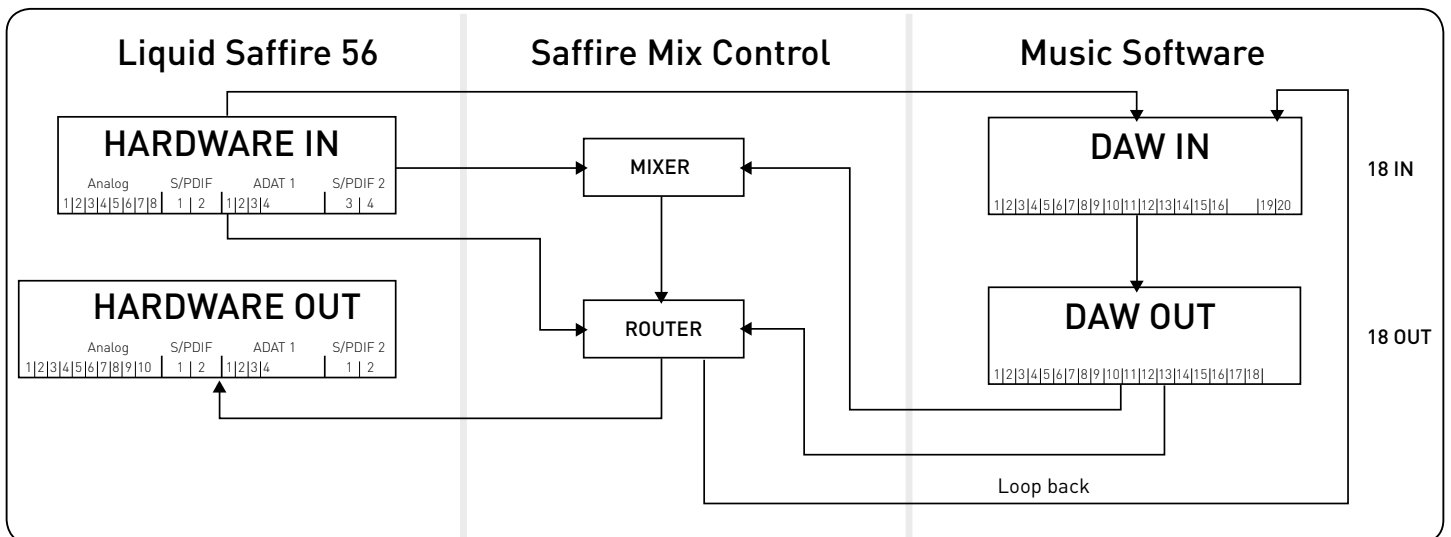 Liquid Saffire 56
Saffire Mix Control
Music Software
HARDWARE IN
Analog S/PDIF ADAT 1 S/PDIF 2
1|2|3|4|5|6|7|8 1 | 2 1|2|3|4 3 | 4
MIXER
DAW IN
1|2|3|4|5|6|7|8|9|10|11|12|13|14|15|16| |19|20
18 IN
HARDWARE OUT
Analog S/PDIF ADAT 1 S/PDIF 2
1|2|3|4|5|6|7|8|9|10 1 | 2 1|2|3|4 1 | 2
ROUTER
DAW OUT
1|2|3|4|5|6|7|8|9|10|11|12|13|14|15|16|17|18|
18 OUT
Loop back